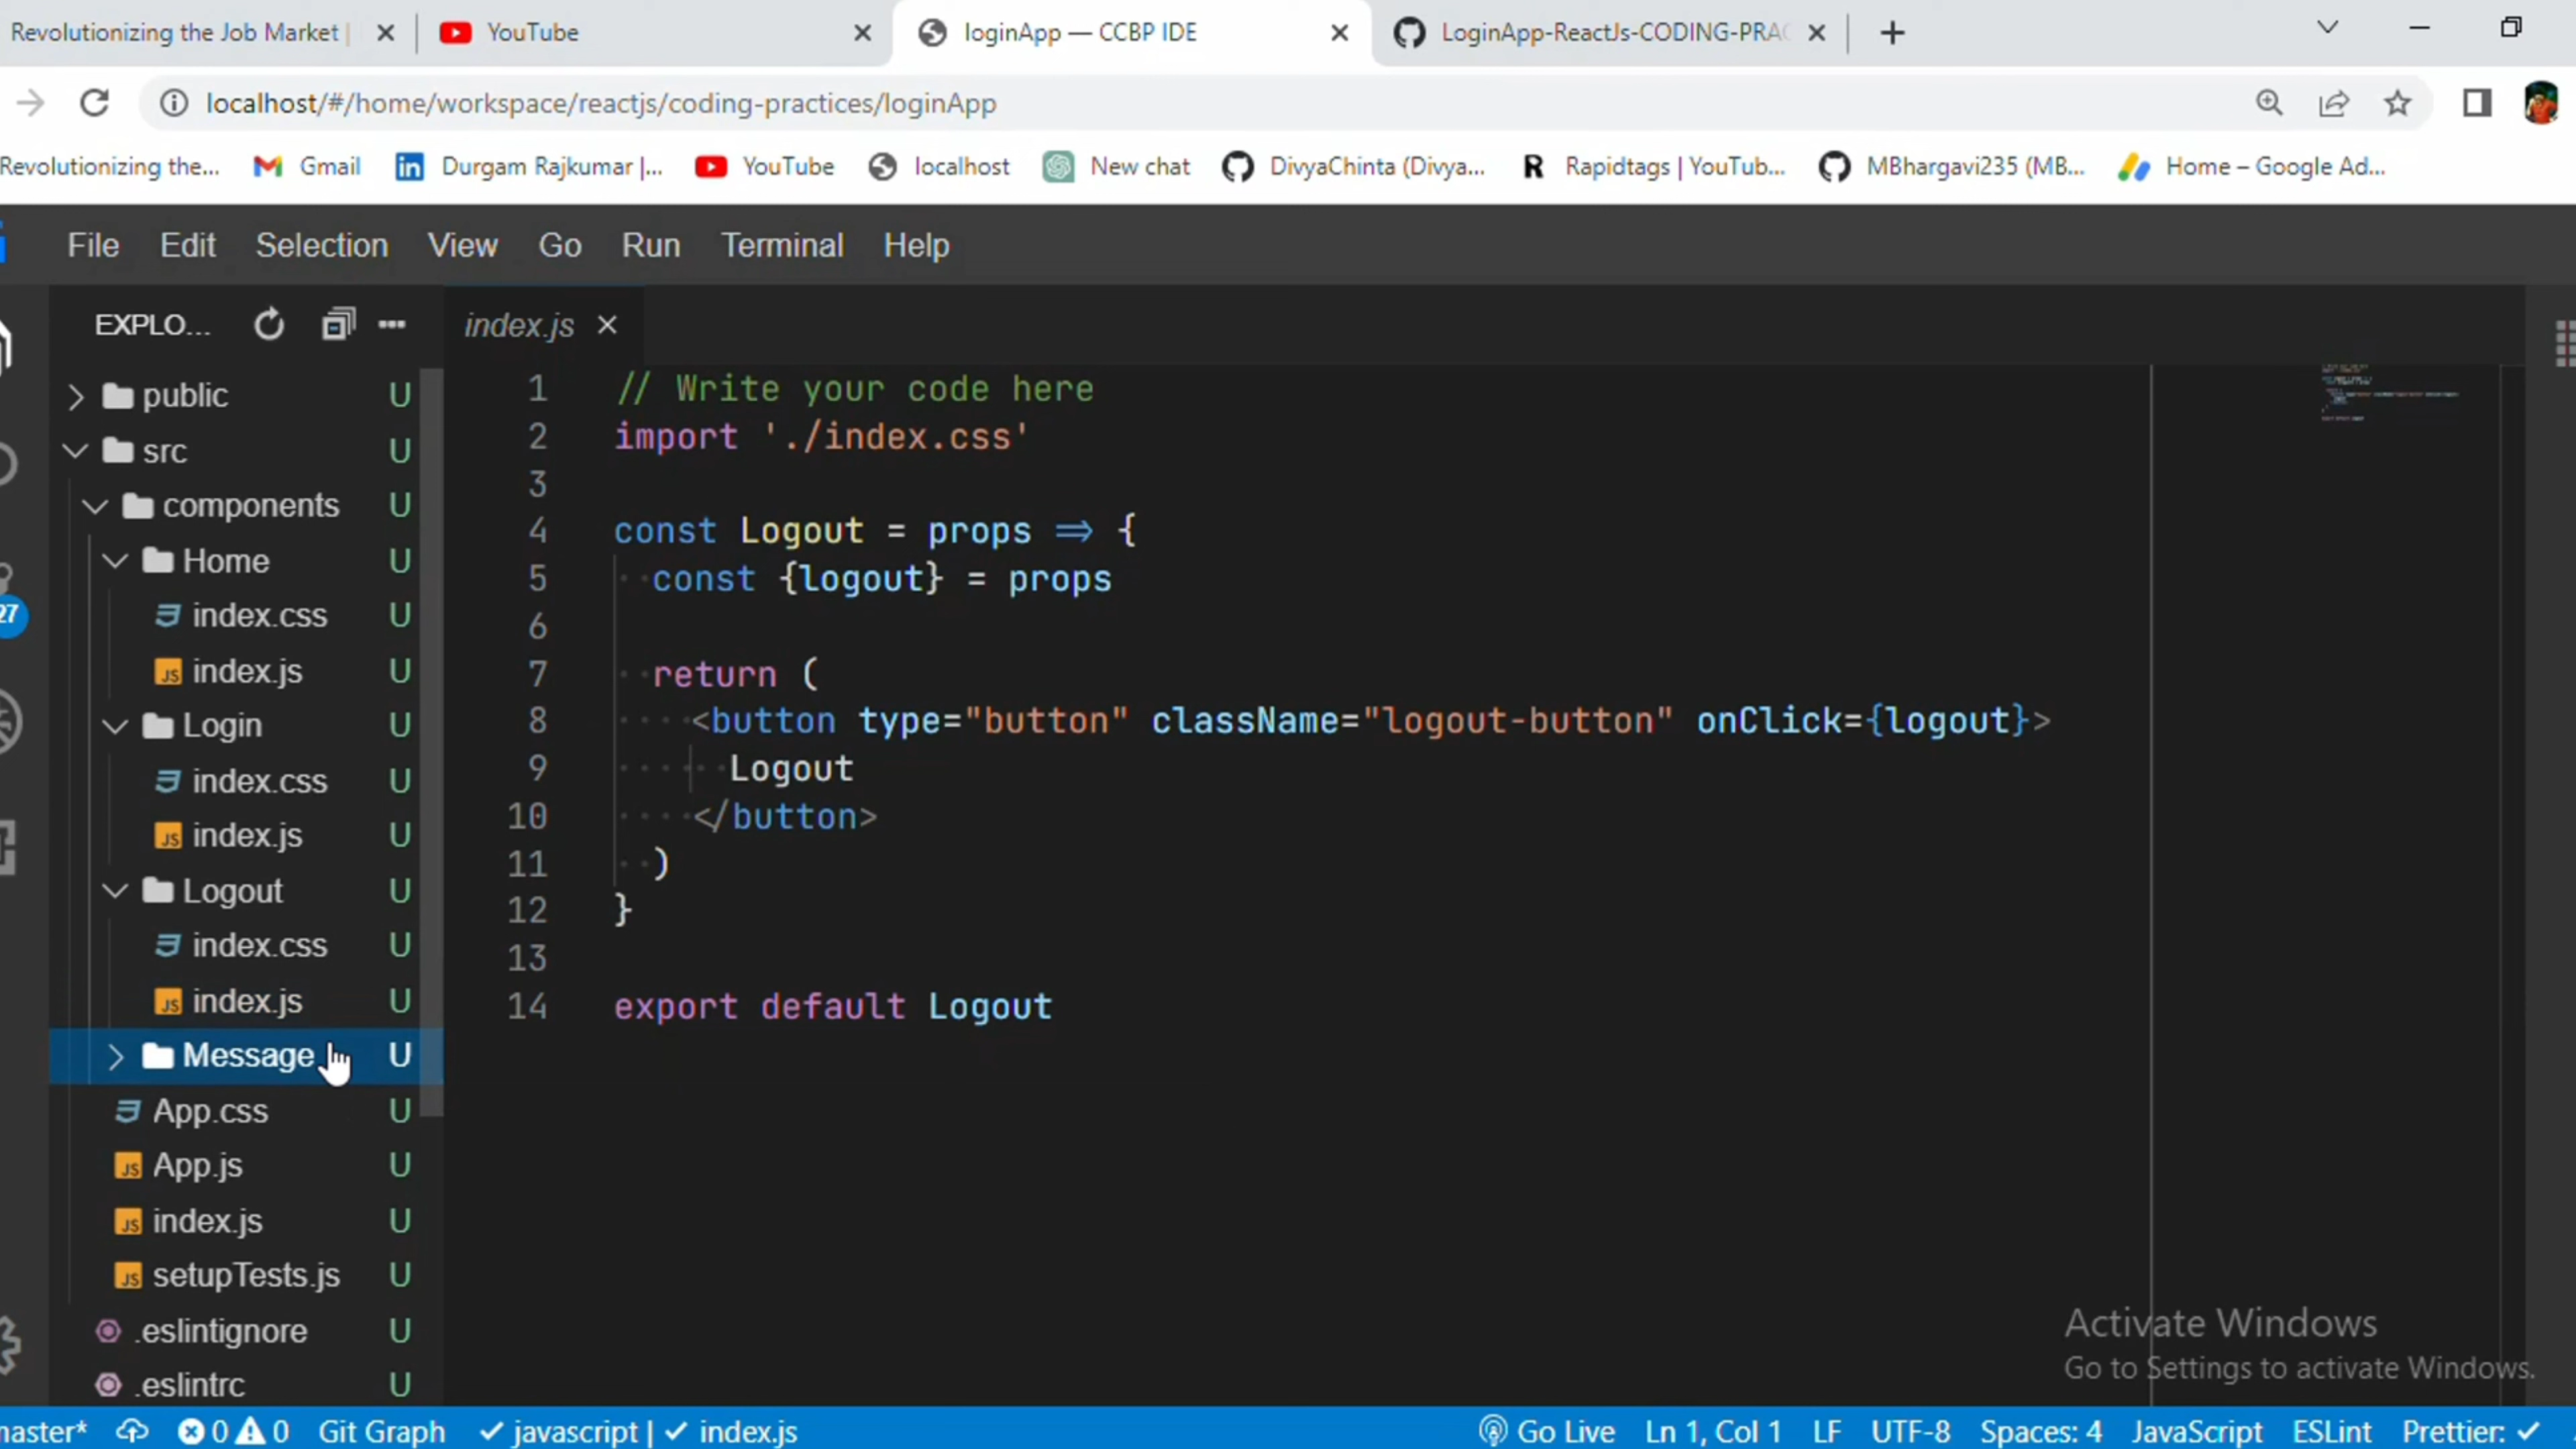 Revolutionizing the Job Market |
YouTube
loginApp — CCBP IDE
LoginApp-ReactJs-CODING-PRAC
localhost/#/home/workspace/reactjs/coding-practices/loginApp
Revolutionizing the...
Gmail
Durgam Rajkumar |...
YouTube
localhost
New chat
DivyaChinta (Divya...
Rapidtags | YouTub...
MBhargavi235 (MB...
Home – Google Ad...
File Edit Selection View Go Run Terminal Help
EXPLO...
public U
src U
components U
Home U
index.css U
index.js U
Login U
index.css U
index.js U
Logout U
index.css U
index.js U
Message U
App.css U
App.js U
index.js U
setupTests.js U
.eslintignore U
.eslintrc U
27
index.js
1 // Write your code here
2 import './index.css'
3
4 const Logout = props => {
5 const {logout} = props
6
7 return (
8 <button type="button" className="logout-button" onClick={logout}>
9 Logout
10 </button>
11 )
12 }
13
14 export default Logout
Activate Windows
Go to Settings to activate Windows.
master* 0 0 Git Graph javascript | index.js Go Live Ln 1, Col 1 LF UTF-8 Spaces: 4 JavaScript ESLint Prettier: